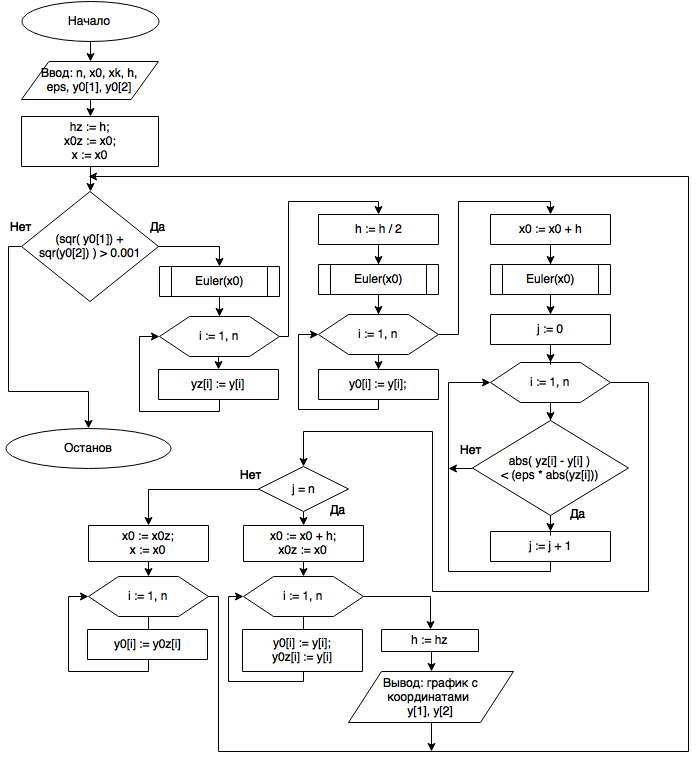 Начало
Ввод: n, x0, xk, h,
eps, y0[1], y0[2]
hz := h;
x0z := x0;
x := x0
Нет
Да
(sqr( y0[1]) +
sqr(y0[2]) ) > 0.001
Euler(x0)
i := 1, n
yz[i] := y[i]
h := h / 2
Euler(x0)
i := 1, n
y0[i] := y[i];
x0 := x0 + h
Euler(x0)
j := 0
i := 1, n
Нет
abs( yz[i] - y[i] )
< (eps * abs(yz[i]))
Да
j := j + 1
Останов
Нет
j = n
Да
x0 := x0z;
x := x0
i := 1, n
y0[i] := y0z[i]
x0 := x0 + h;
x0z := x0
i := 1, n
y0[i] := y[i];
y0z[i] := y[i]
h := hz
Вывод: график с
координатами
y[1], y[2]